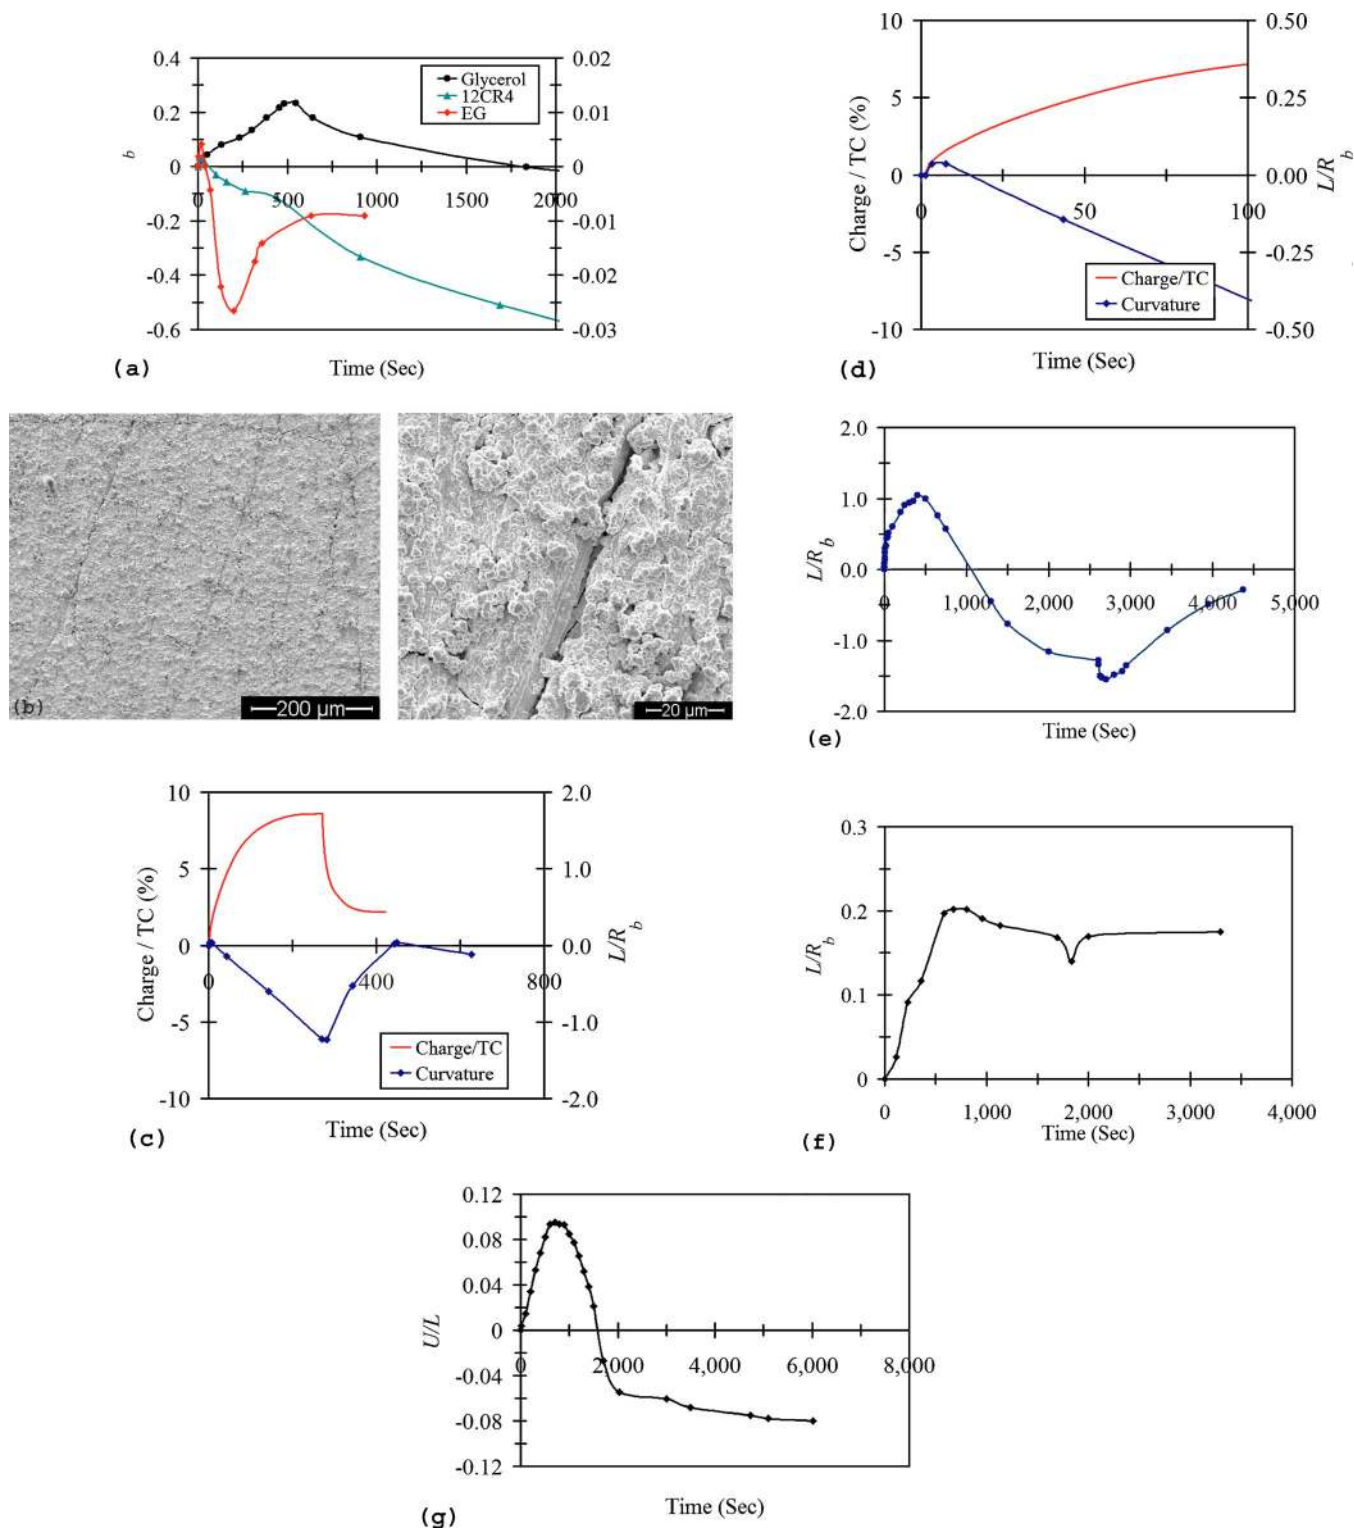 0.4
0.2
0
-0.2
-0.4
-0.6
b
0.02
0.01
0
-0.01
-0.02
-0.03
Glycerol
12CR4
EG
0 500 1000 1500 2000
Time (Sec)
(a)
10
5
0
-5
-10
Charge / TC (%)
0.50
0.25
0.00
-0.25
-0.50
L/R_b
0 50 100
Charge/TC
Curvature
Time (Sec)
(d)
(b)
200 µm
20 µm
2.0
1.0
0.0
-1.0
-2.0
L/R_b
0 1,000 2,000 3,000 4,000 5,000
Time (Sec)
(e)
10
5
0
-5
-10
Charge / TC (%)
2.0
1.0
0.0
-1.0
-2.0
L/R_b
0 400 800
Charge/TC
Curvature
Time (Sec)
(c)
0.3
0.2
0.1
0
L/R_b
0 1,000 2,000 3,000 4,000
Time (Sec)
(f)
0.12
0.08
0.04
0
-0.04
-0.08
-0.12
U/L
0 2,000 4,000 6,000 8,000
Time (Sec)
(g)